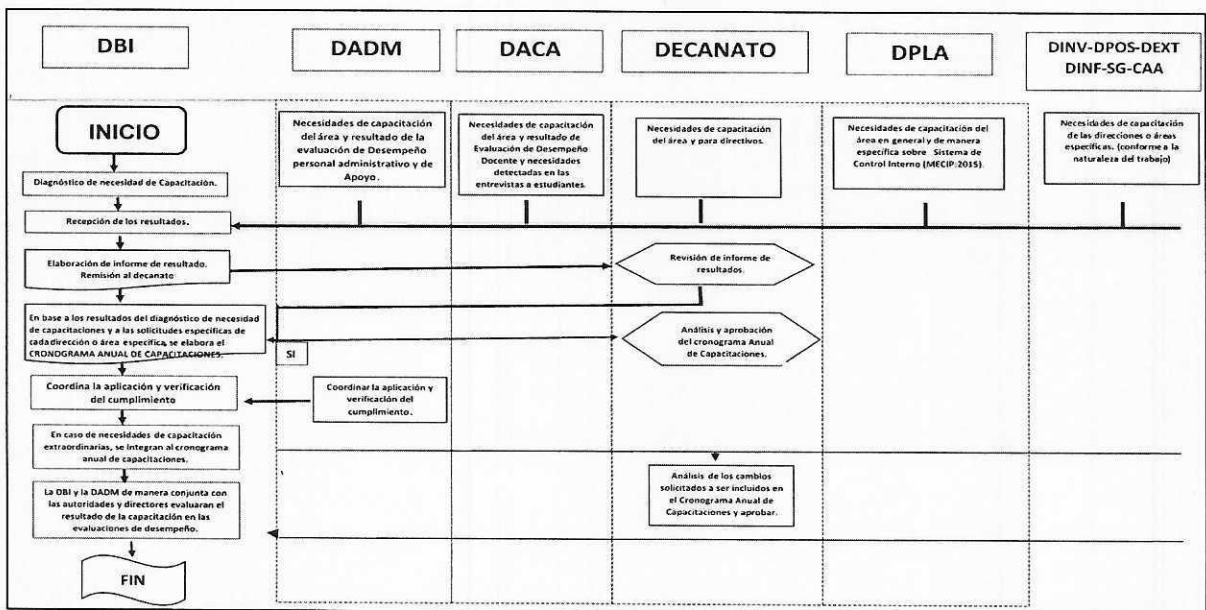 DBI
DADM
DACA
DECANATO
DPLA
DINV-DPOS-DEXT
DINF-SG-CAA
INICIO
Necesidades de capacitación
del área y resultado de la
evaluación de Desempeño
personal administrativo y de
Apoyo.
Necesidades de capacitación
del área y resultado de
Evaluación de Desempeño
Docente y necesidades
detectadas en las
entrevistas a estudiantes.
Necesidades de capacitación
del área y para directivos.
Necesidades de capacitación del
área en general y de manera
específica sobre Sistema de
Control Interno (MECIP:2015).
Necesidades de capacitación
de las direcciones o áreas
específicas. (conforme a la
naturaleza del trabajo)
Diagnóstico de necesidad de Capacitación.
Recepción de los resultados.
Elaboración de informe de resultado.
Remisión al decanato
Revisión de informe de
resultados.
En base a los resultados del diagnóstico de necesidad
de capacitaciones y a las solicitudes específicas de
cada dirección o área específica, se elabora el
CRONOGRAMA ANUAL DE CAPACITACIONES.
SI
Análisis y aprobación
del cronograma Anual
de Capacitaciones.
Coordina la aplicación y verificación
del cumplimiento
Coordinar la aplicación y
verificación del
cumplimiento.
En caso de necesidades de capacitación
extraordinarias, se integran al cronograma
anual de capacitaciones.
Análisis de los cambios
solicitados a ser incluidos en
el Cronograma Anual de
Capacitaciones y aprobar.
La DBI y la DADM de manera conjunta con
las autoridades y directores evaluaran el
resultado de la capacitación en las
evaluaciones de desempeño.
FIN